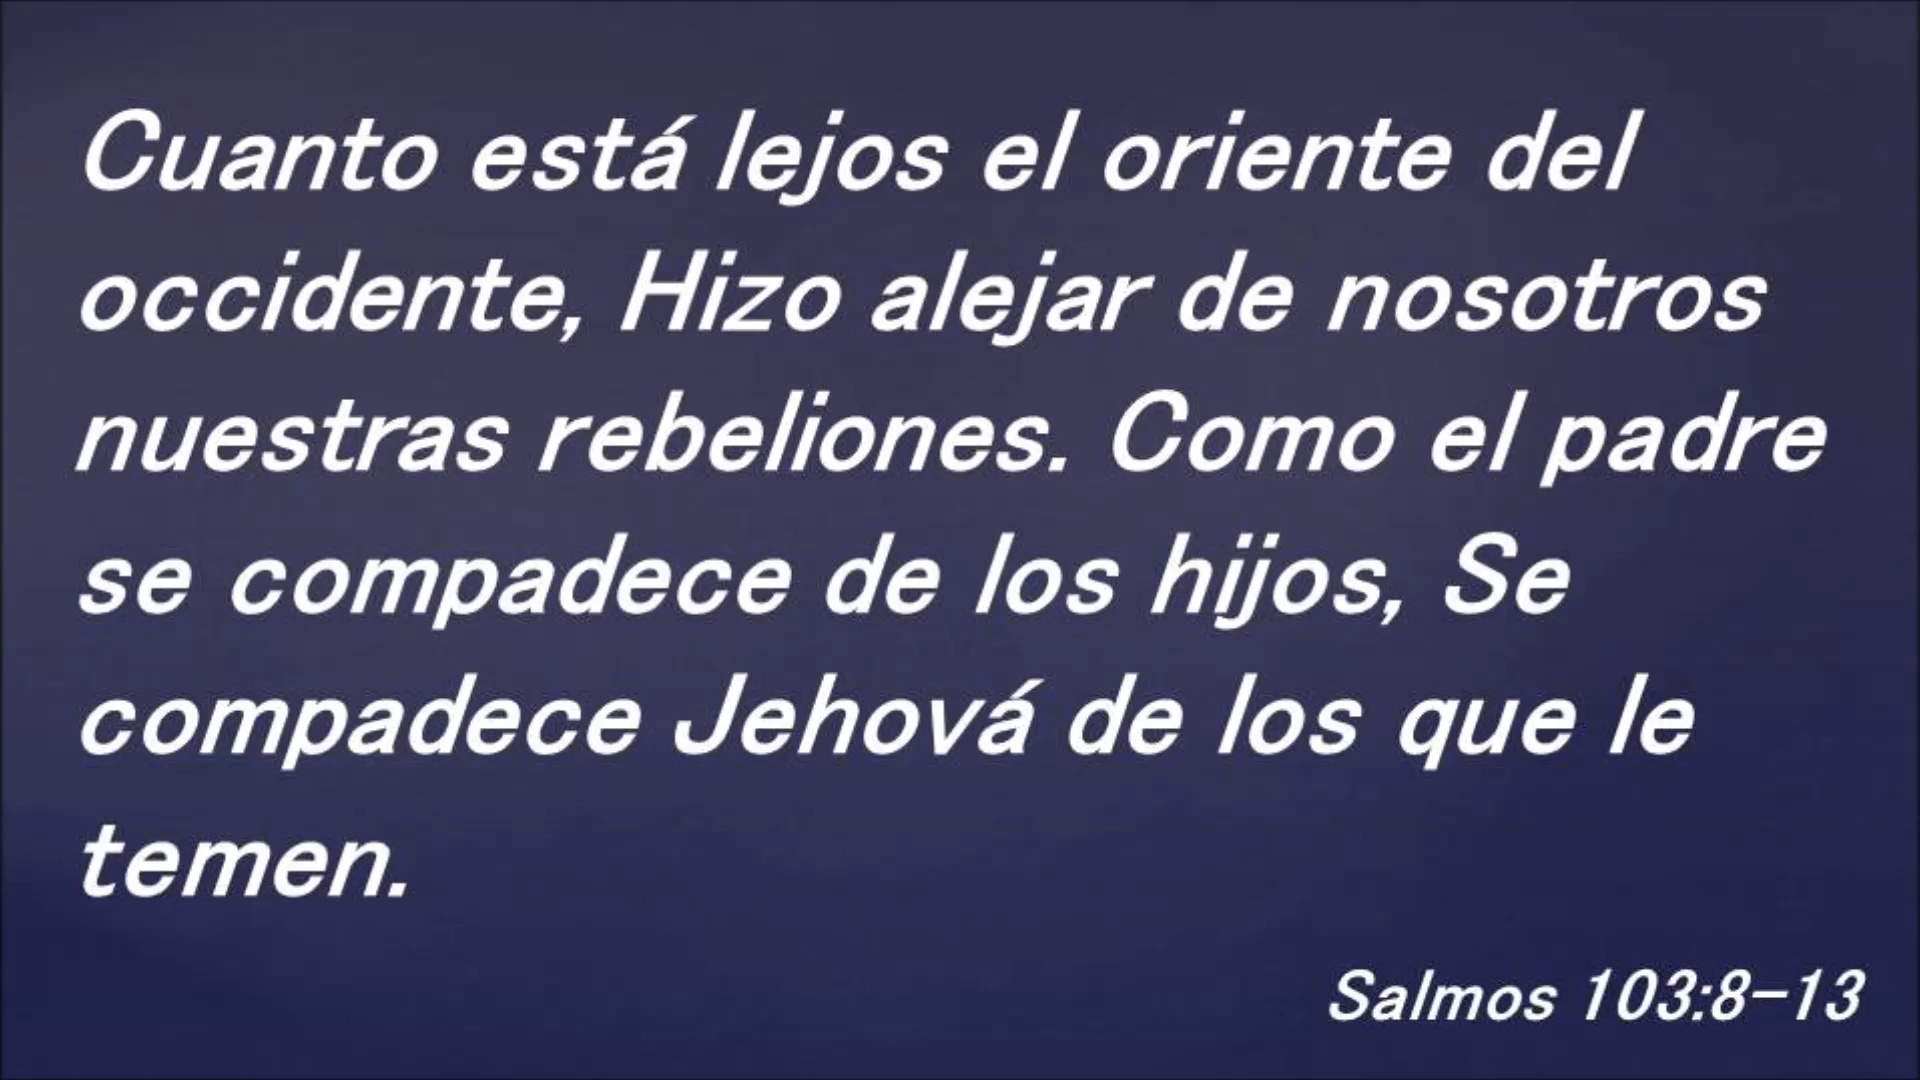 Cuanto está lejos el oriente del
occidente, Hizo alejar de nosotros
nuestras rebeliones. Como el padre
se compadece de los hijos, Se
compadece Jehová de los que le
temen.
Salmos 103:8-13